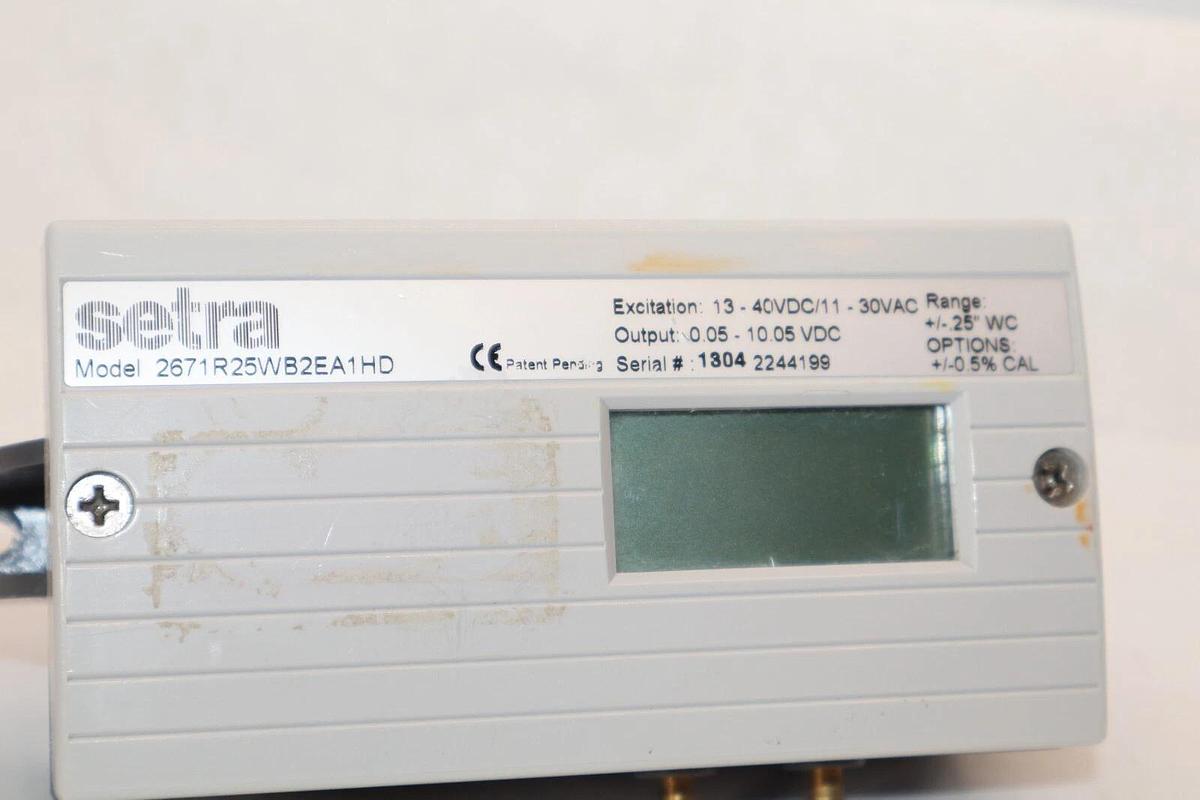 setra
Model 2671R25WB2EA1HD
CE Patent Pending
Excitation: 13 - 40VDC/11 - 30VAC
Output: 0.05 - 10.05 VDC
Serial # : 1304 2244199
Range:
+/-.25" WC
OPTIONS:
+/-0.5% CAL